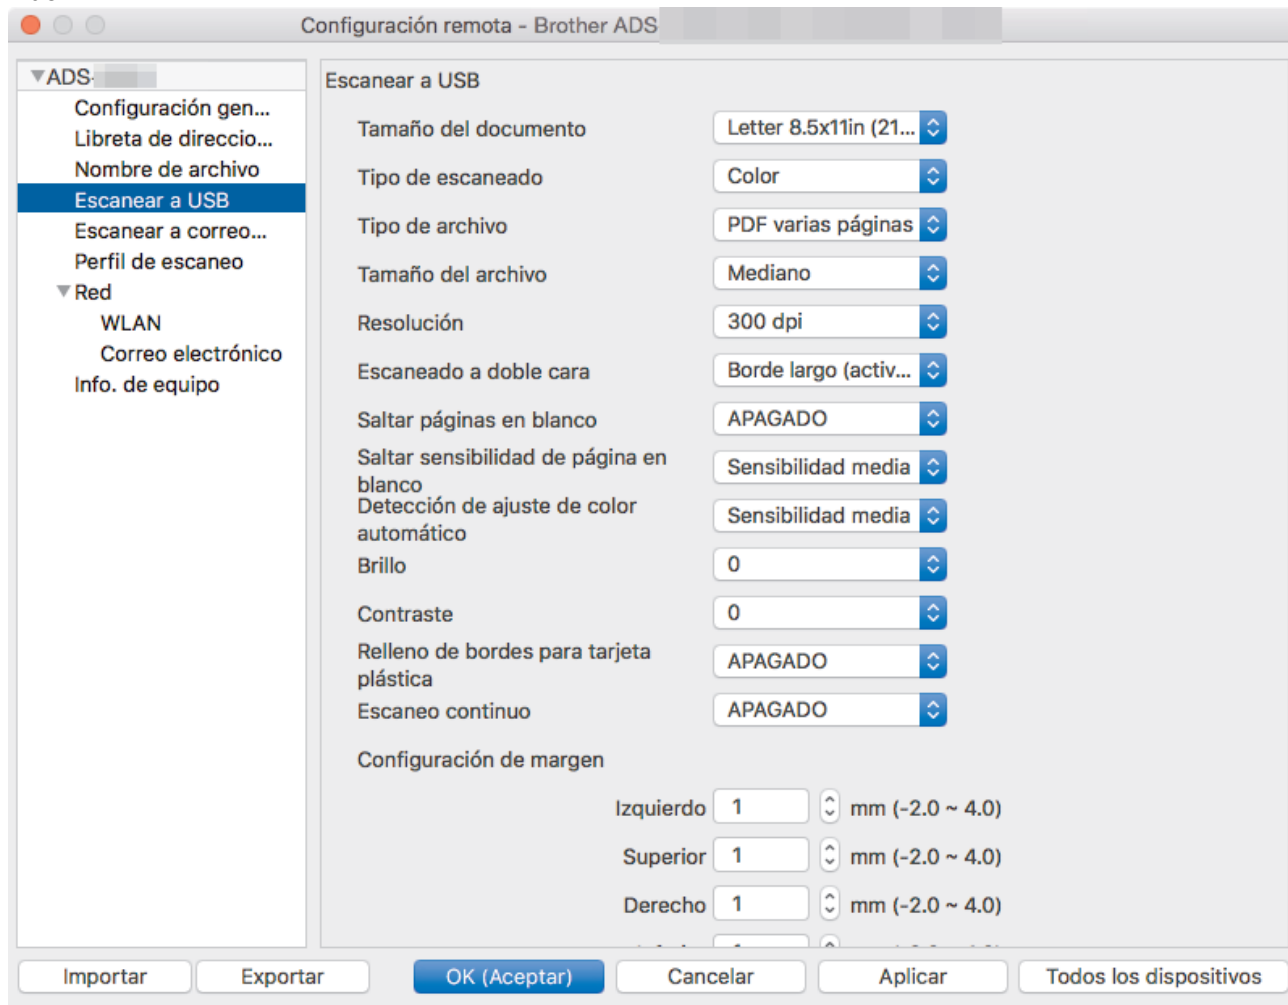 Configuración remota - Brother ADS-
ADS-
Configuración gen...
Libreta de direccio...
Nombre de archivo
Escanear a USB
Escanear a correo...
Perfil de escaneo
Red
WLAN
Correo electrónico
Info. de equipo
Escanear a USB
Tamaño del documento Letter 8.5x11in (21...
Tipo de escaneado Color
Tipo de archivo PDF varias páginas
Tamaño del archivo Mediano
Resolución 300 dpi
Escaneado a doble cara Borde largo (activ...
Saltar páginas en blanco APAGADO
Saltar sensibilidad de página en
blanco Sensibilidad media
Detección de ajuste de color
automático Sensibilidad media
Brillo 0
Contraste 0
Relleno de bordes para tarjeta
plástica APAGADO
Escaneo continuo APAGADO
Configuración de margen
Izquierdo 1 mm (-2.0 ~ 4.0)
Superior 1 mm (-2.0 ~ 4.0)
Derecho 1 mm (-2.0 ~ 4.0)
Importar Exportar OK (Aceptar) Cancelar Aplicar Todos los dispositivos